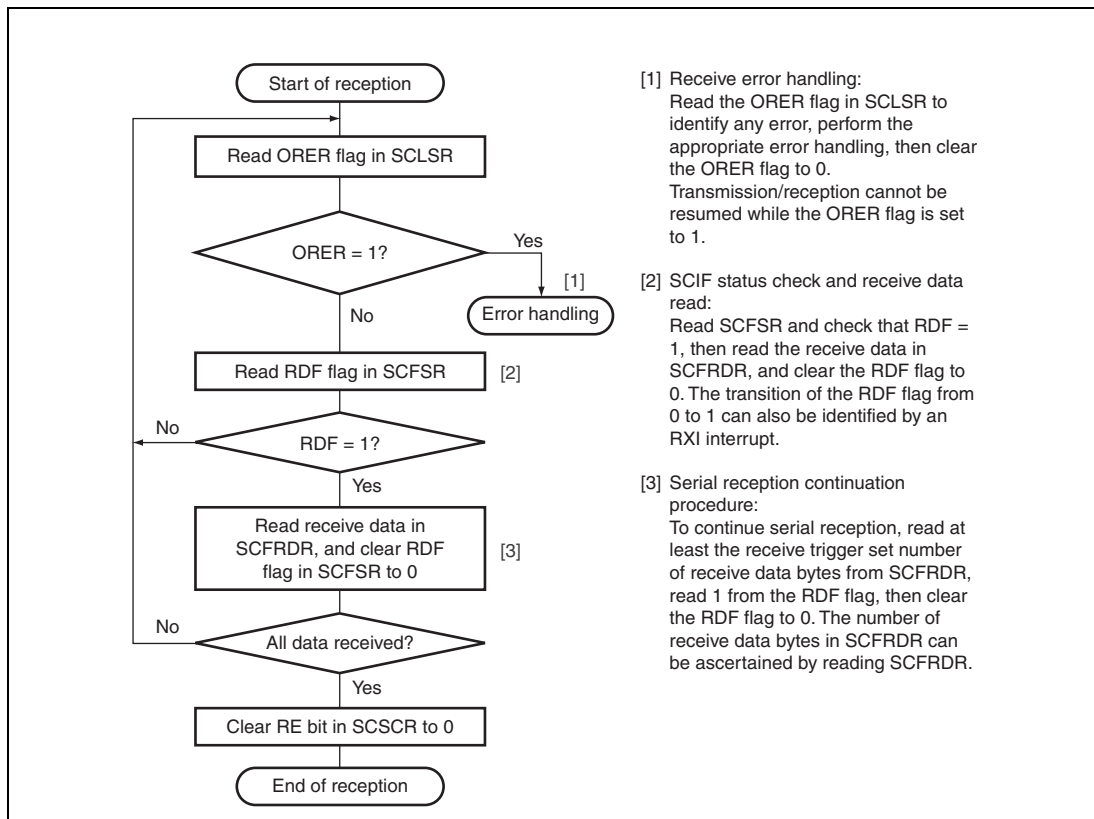 Start of reception
Read ORER flag in SCLSR
ORER = 1?
Yes
[1]
Error handling
No
Read RDF flag in SCFSR
[2]
No
RDF = 1?
Yes
Read receive data in
SCFRDR, and clear RDF
flag in SCFSR to 0
[3]
No
All data received?
Yes
Clear RE bit in SCSCR to 0
End of reception
[1] Receive error handling:
Read the ORER flag in SCLSR to
identify any error, perform the
appropriate error handling, then clear
the ORER flag to 0.
Transmission/reception cannot be
resumed while the ORER flag is set
to 1.
[2] SCIF status check and receive data
read:
Read SCFSR and check that RDF =
1, then read the receive data in
SCFRDR, and clear the RDF flag to
0. The transition of the RDF flag from
0 to 1 can also be identified by an
RXI interrupt.
[3] Serial reception continuation
procedure:
To continue serial reception, read at
least the receive trigger set number
of receive data bytes from SCFRDR,
read 1 from the RDF flag, then clear
the RDF flag to 0. The number of
receive data bytes in SCFRDR can
be ascertained by reading SCFRDR.